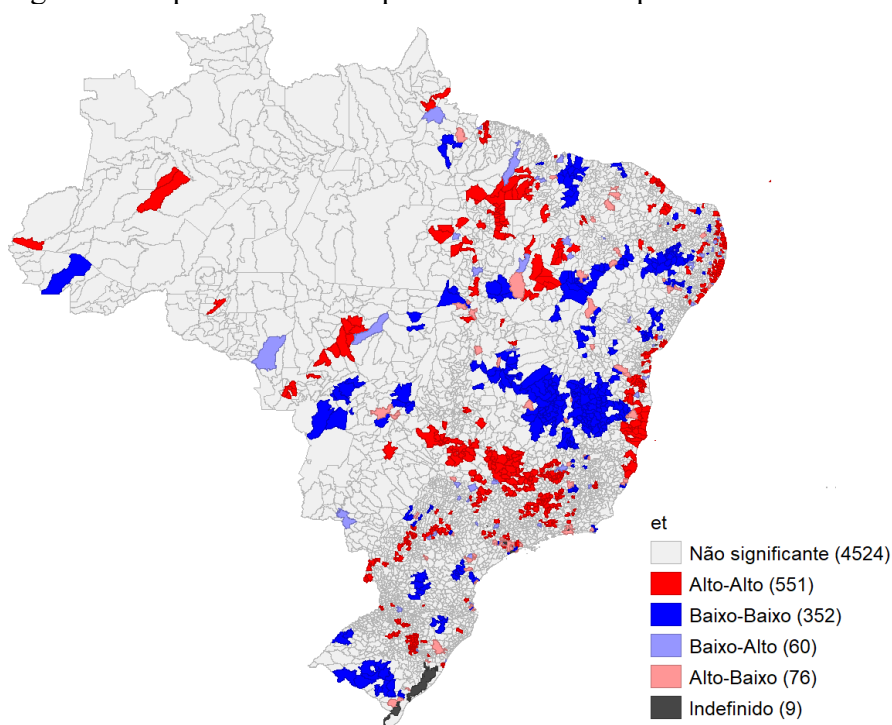 et
Não significante (4524)
Alto-Alto (551)
Baixo-Baixo (352)
Baixo-Alto (60)
Alto-Baixo (76)
Indefinido (9)